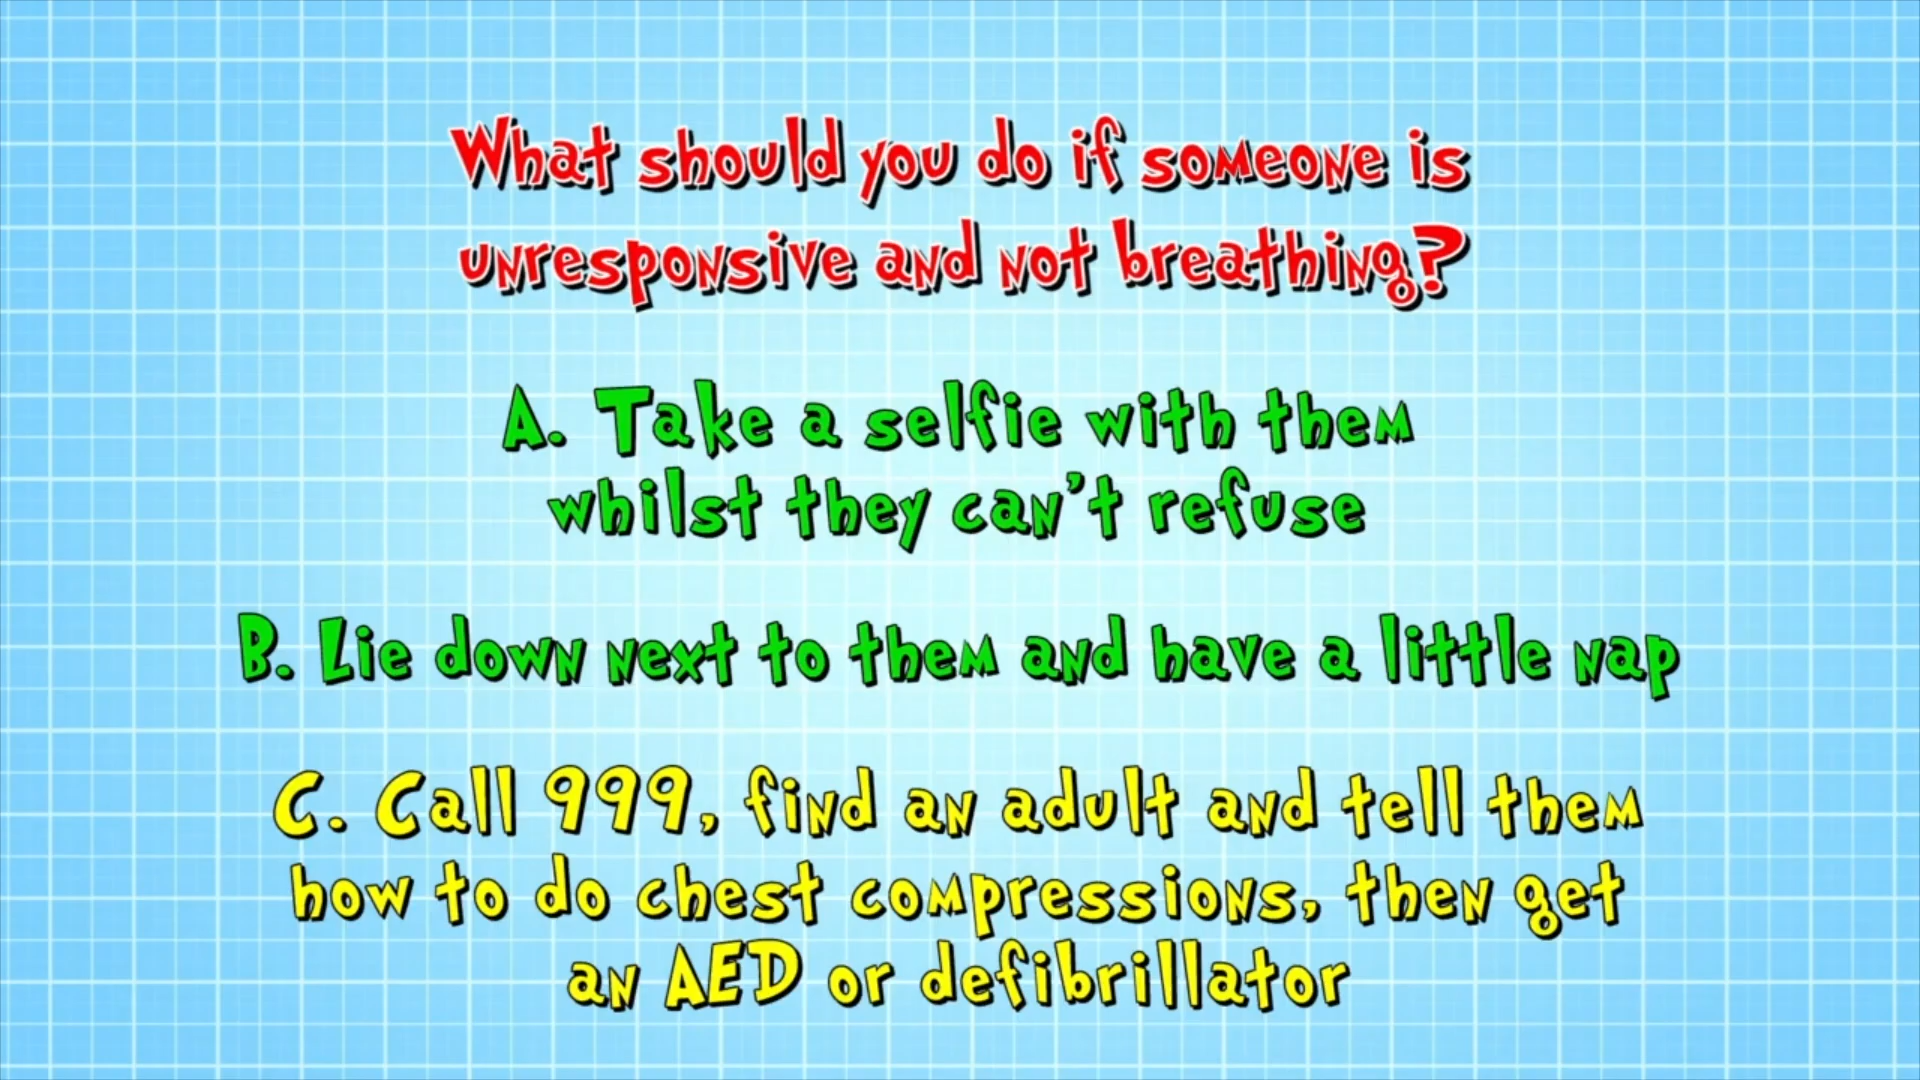 What should you do if someone is
unresponsive and not breathing?
A. Take a selfie with them
whilst they can't refuse
B. Lie down next to them and have a little nap
C. Call 999, find an adult and tell them
how to do chest compressions, then get
an AED or defibrillator